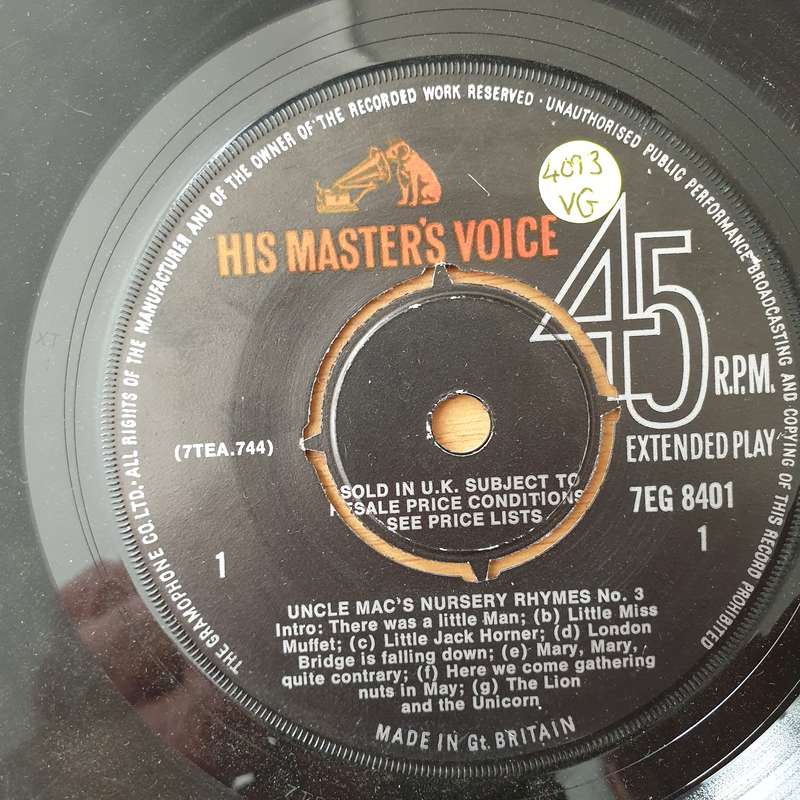 THE GRAMOPHONE CO. LTD. · ALL RIGHTS OF THE MANUFACTURER AND OF THE OWNER OF THE RECORDED WORK RESERVED · UNAUTHORISED PUBLIC PERFORMANCE BROADCASTING AND COPYING OF THIS RECORD PROHIBITED
4093
VG
HIS MASTER'S VOICE
45
R.P.M.
EXTENDED PLAY
(7TEA.744)
SOLD IN U.K. SUBJECT TO
RESALE PRICE CONDITIONS
SEE PRICE LISTS
7EG 8401
1
1
UNCLE MAC'S NURSERY RHYMES No. 3
Intro: There was a little Man; (b) Little Miss
Muffet; (c) Little Jack Horner; (d) London
Bridge is falling down; (e) Mary, Mary,
quite contrary; (f) Here we come gathering
nuts in May; (g) The Lion
and the Unicorn
MADE IN Gt. BRITAIN